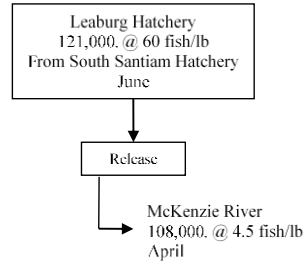 Leaburg Hatchery
121,000. @ 60 fish/lb
From South Santiam Hatchery
June
Release
McKenzie River
108,000. @ 4.5 fish/lb
April